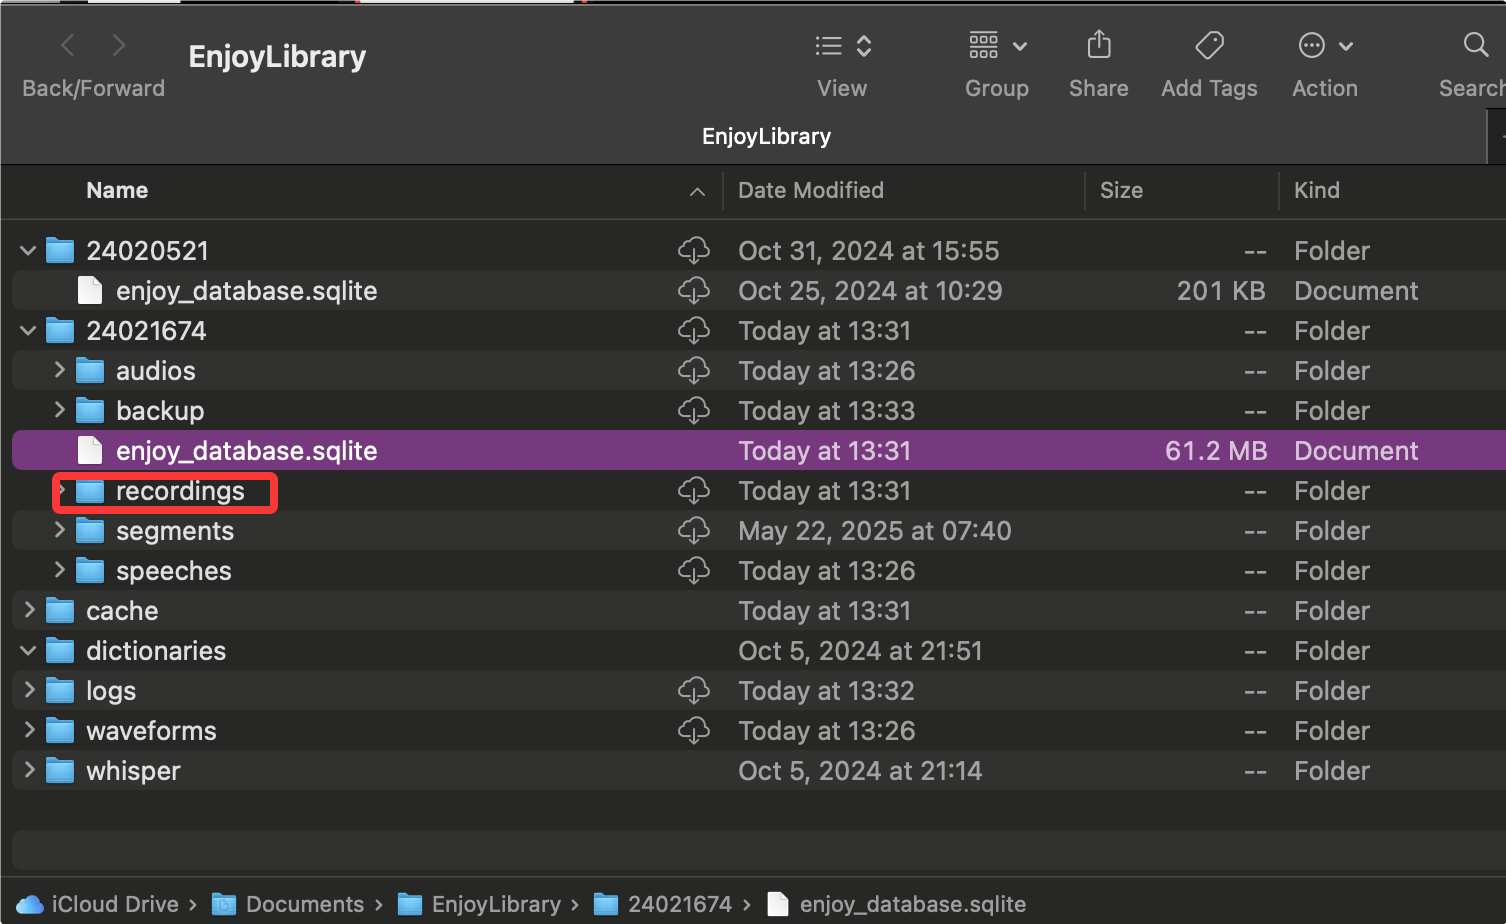 EnjoyLibrary
Back/Forward View Group Share Add Tags Action Search
EnjoyLibrary
Name Date Modified Size Kind
24020521 Oct 31, 2024 at 15:55 -- Folder
enjoy_database.sqlite Oct 25, 2024 at 10:29 201 KB Document
24021674 Today at 13:31 -- Folder
audios Today at 13:26 -- Folder
backup Today at 13:33 -- Folder
enjoy_database.sqlite Today at 13:31 61.2 MB Document
recordings Today at 13:31 -- Folder
segments May 22, 2025 at 07:40 -- Folder
speeches Today at 13:26 -- Folder
cache Today at 13:31 -- Folder
dictionaries Oct 5, 2024 at 21:51 -- Folder
logs Today at 13:32 -- Folder
waveforms Today at 13:26 -- Folder
whisper Oct 5, 2024 at 21:14 -- Folder
iCloud Drive › Documents › EnjoyLibrary › 24021674 › enjoy_database.sqlite